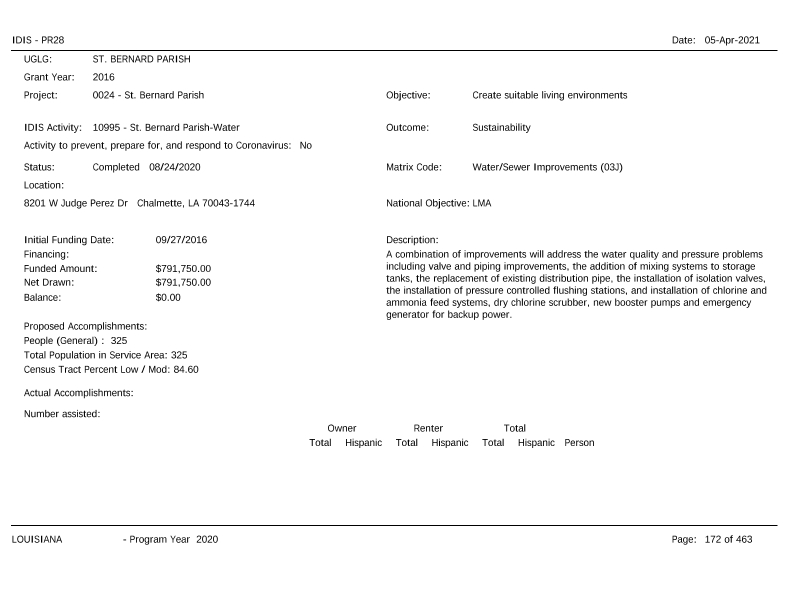 IDIS - PR28 Date: 05-Apr-2021
UGLG: ST. BERNARD PARISH
Grant Year: 2016
Project: 0024 - St. Bernard Parish Objective: Create suitable living environments
IDIS Activity: 10995 - St. Bernard Parish-Water Outcome: Sustainability
Activity to prevent, prepare for, and respond to Coronavirus: No
Status: Completed 08/24/2020 Matrix Code: Water/Sewer Improvements (03J)
Location:
8201 W Judge Perez Dr Chalmette, LA 70043-1744 National Objective: LMA
Initial Funding Date: 09/27/2016
Financing:
Funded Amount: $791,750.00
Net Drawn: $791,750.00
Balance: $0.00
Proposed Accomplishments:
People (General) : 325
Total Population in Service Area: 325
Census Tract Percent Low / Mod: 84.60
Description:
A combination of improvements will address the water quality and pressure problems
including valve and piping improvements, the addition of mixing systems to storage
tanks, the replacement of existing distribution pipe, the installation of isolation valves,
the installation of pressure controlled flushing stations, and installation of chlorine and
ammonia feed systems, dry chlorine scrubber, new booster pumps and emergency
generator for backup power.
Actual Accomplishments:
Number assisted:
Owner Renter Total
Total Hispanic Total Hispanic Total Hispanic Person
LOUISIANA - Program Year 2020 Page: 172 of 463